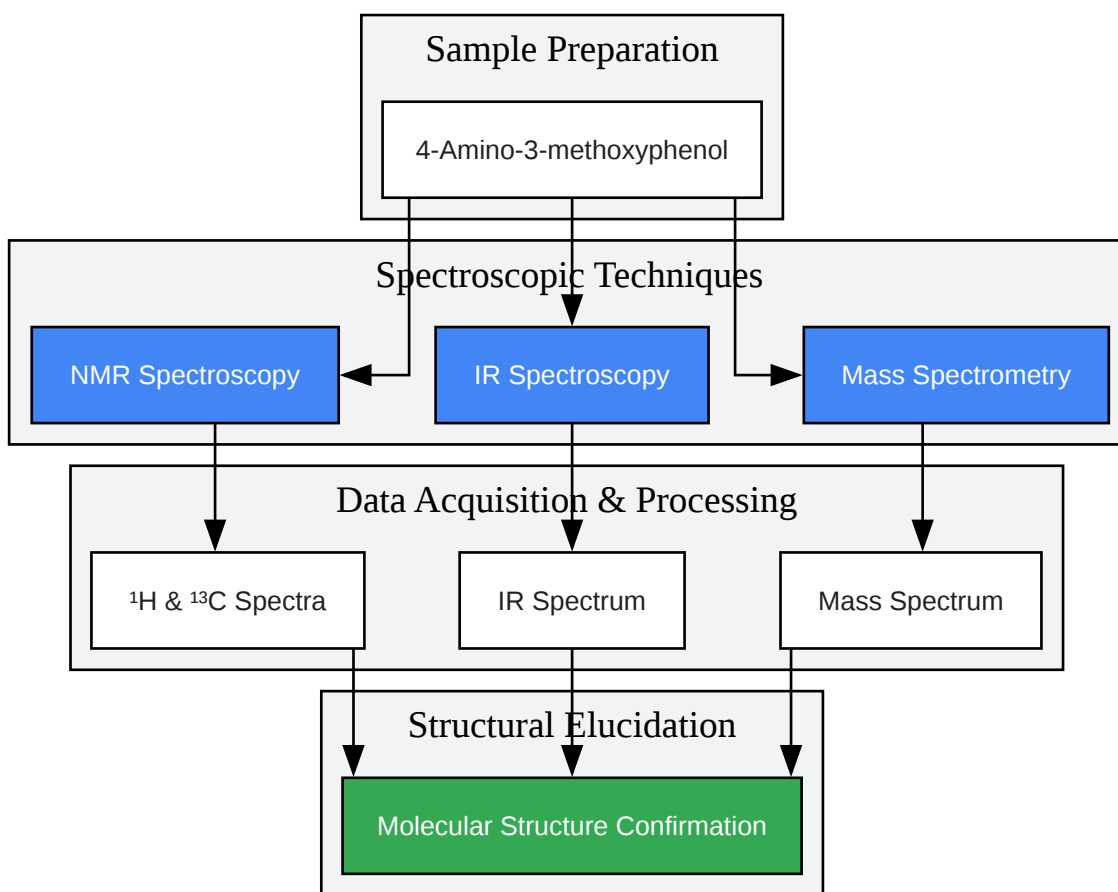 Sample Preparation
4-Amino-3-methoxyphenol
Spectroscopic Techniques
NMR Spectroscopy
IR Spectroscopy
Mass Spectrometry
Data Acquisition & Processing
¹H & ¹³C Spectra
IR Spectrum
Mass Spectrum
Structural Elucidation
Molecular Structure Confirmation